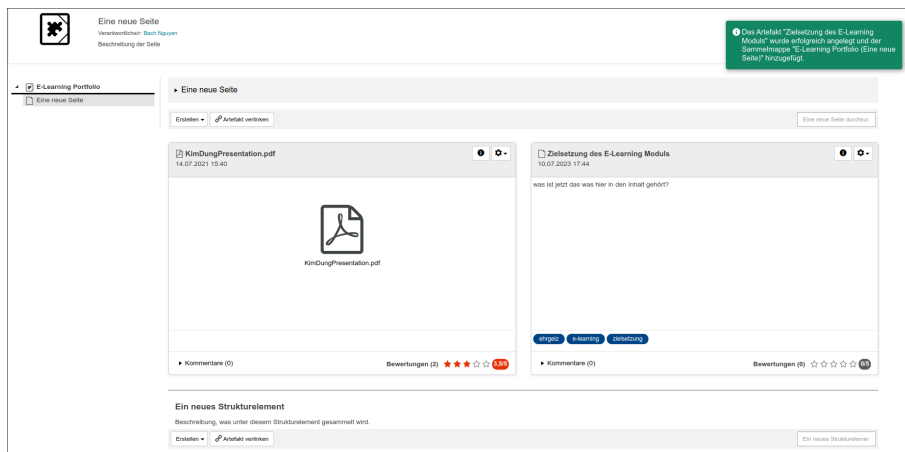 Eine neue Seite
Verantwortliche/r: Bach Nguyen
Beschreibung der Seite
Das Artefakt "Zielsetzung des E-Learning
Moduls" wurde erfolgreich angelegt und der
Sammelmappe "E-Learning Portfolio (Eine neue
Seite)" hinzugefügt.
E-Learning Portfolio
Eine neue Seite
Eine neue Seite
Erstellen
Artefakt verlinken
Eine neue Seite durchsuc
KimDungPresentation.pdf
14.07.2021 15:40
KimDungPresentation.pdf
Kommentare (0)
Bewertungen (2)
3,5/5
Zielsetzung des E-Learning Moduls
10.07.2023 17:44
was ist jetzt das was hier in den Inhalt gehört?
ehrgeiz e-learning zielsetzung
Kommentare (0)
Bewertungen (0)
0/5
Ein neues Strukturelement
Beschreibung, was unter diesem Strukturelement gesammelt wird.
Erstellen
Artefakt verlinken
Ein neues Strukturelemer